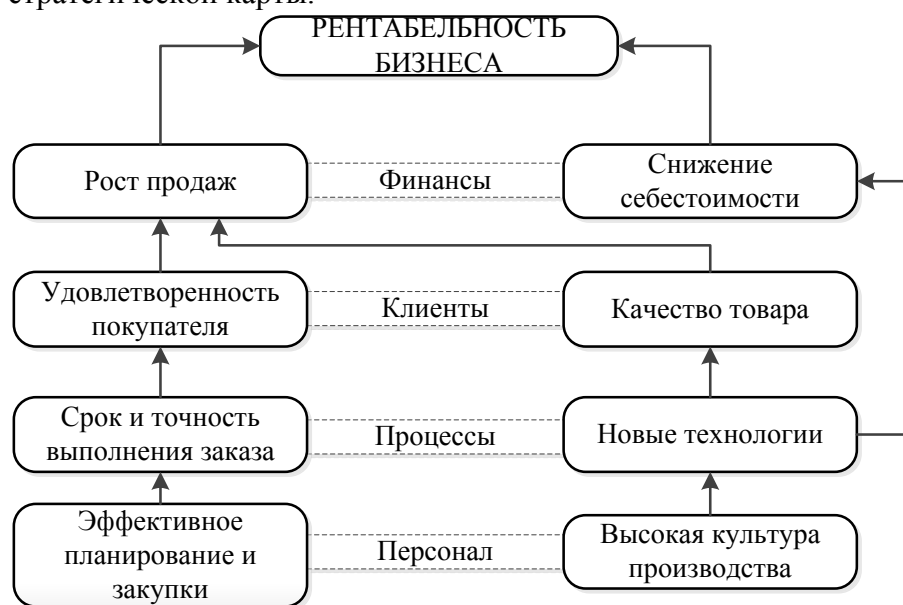 стратегической карты.
РЕНТАБЕЛЬНОСТЬ
БИЗНЕСА
Рост продаж
Финансы
Снижение
себестоимости
Удовлетворенность
покупателя
Клиенты
Качество товара
Срок и точность
выполнения заказа
Процессы
Новые технологии
Эффективное
планирование и
закупки
Персонал
Высокая культура
производства